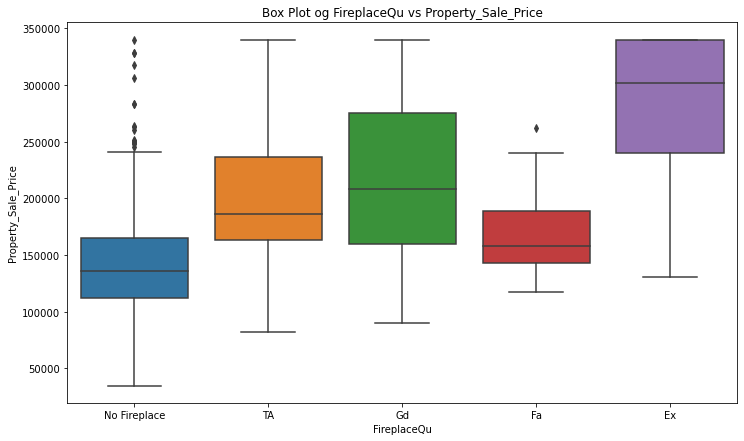 Box Plot og FireplaceQu vs Property_Sale_Price
350000
300000
250000
200000
150000
100000
50000
Property_Sale_Price
No Fireplace
TA
Gd
Fa
Ex
FireplaceQu